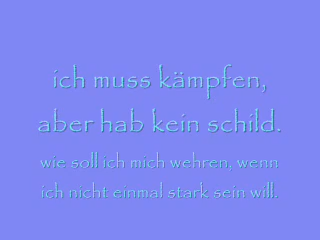 ich muss kämpfen,
aber hab kein schild.
wie soll ich mich wehren, wenn
ich nicht einmal stark sein will.